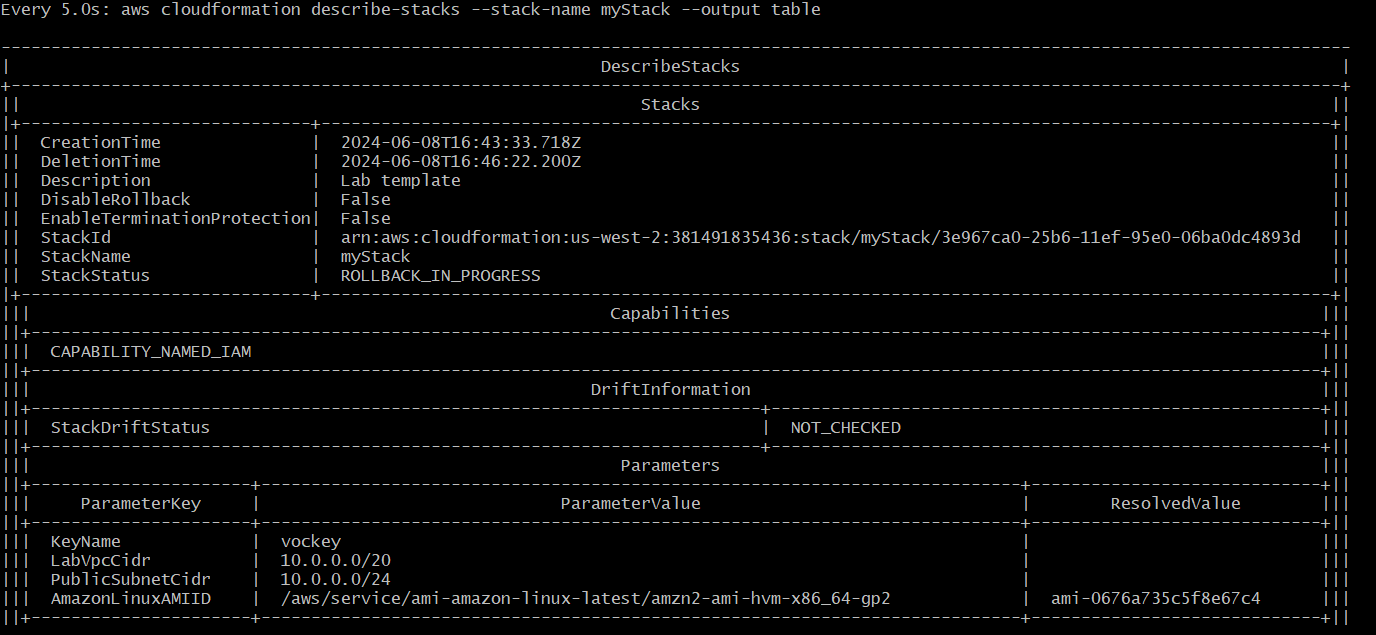 Every 5.0s: aws cloudformation describe-stacks --stack-name myStack --output table
DescribeStacks
Stacks
CreationTime | 2024-06-08T16:43:33.718Z
DeletionTime | 2024-06-08T16:46:22.200Z
Description | Lab template
DisableRollback | False
EnableTerminationProtection| False
StackId | arn:aws:cloudformation:us-west-2:381491835436:stack/myStack/3e967ca0-25b6-11ef-95e0-06ba0dc4893d
StackName | myStack
StackStatus | ROLLBACK_IN_PROGRESS
Capabilities
CAPABILITY_NAMED_IAM
DriftInformation
StackDriftStatus | NOT_CHECKED
Parameters
ParameterKey | ParameterValue | ResolvedValue
KeyName | vockey |
LabVpcCidr | 10.0.0.0/20 |
PublicSubnetCidr | 10.0.0.0/24 |
AmazonLinuxAMIID | /aws/service/ami-amazon-linux-latest/amzn2-ami-hvm-x86_64-gp2 | ami-0676a735c5f8e67c4